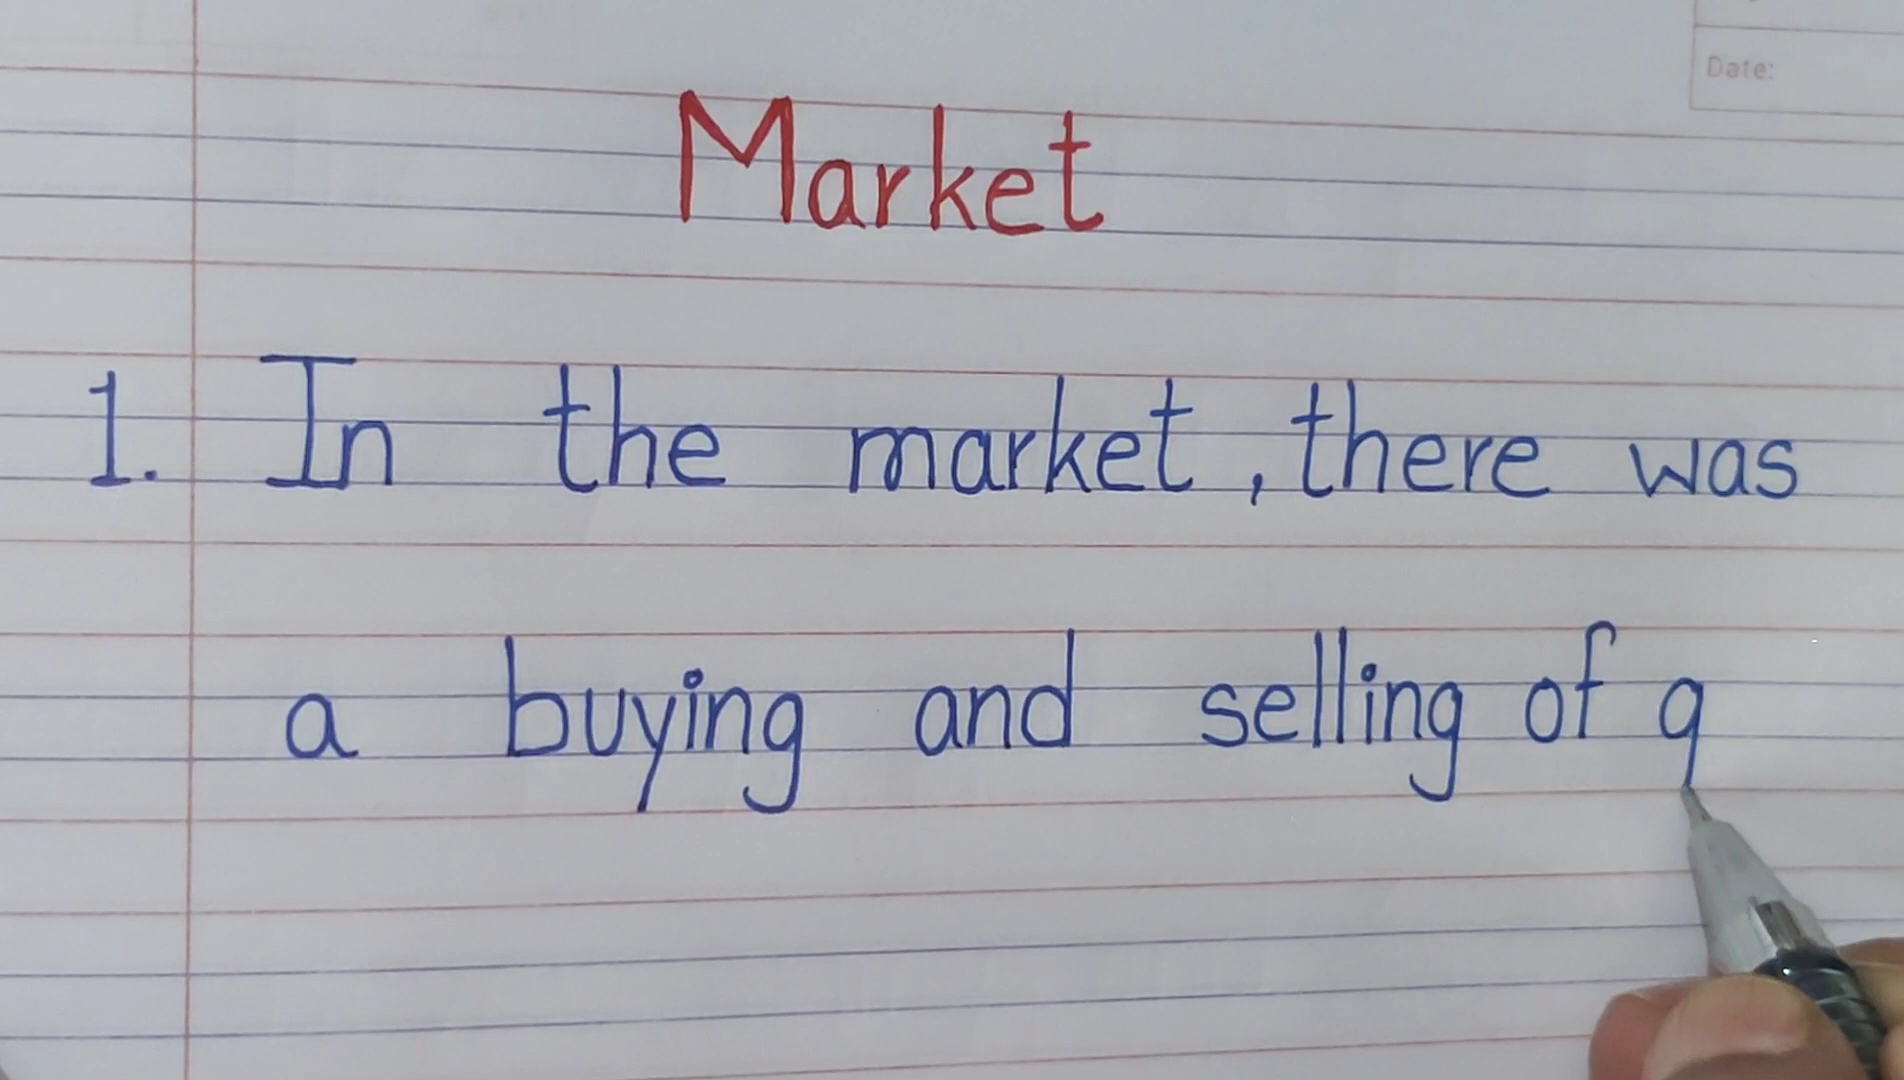 Date:
Market
1. In the market, there was
a buying and selling of g